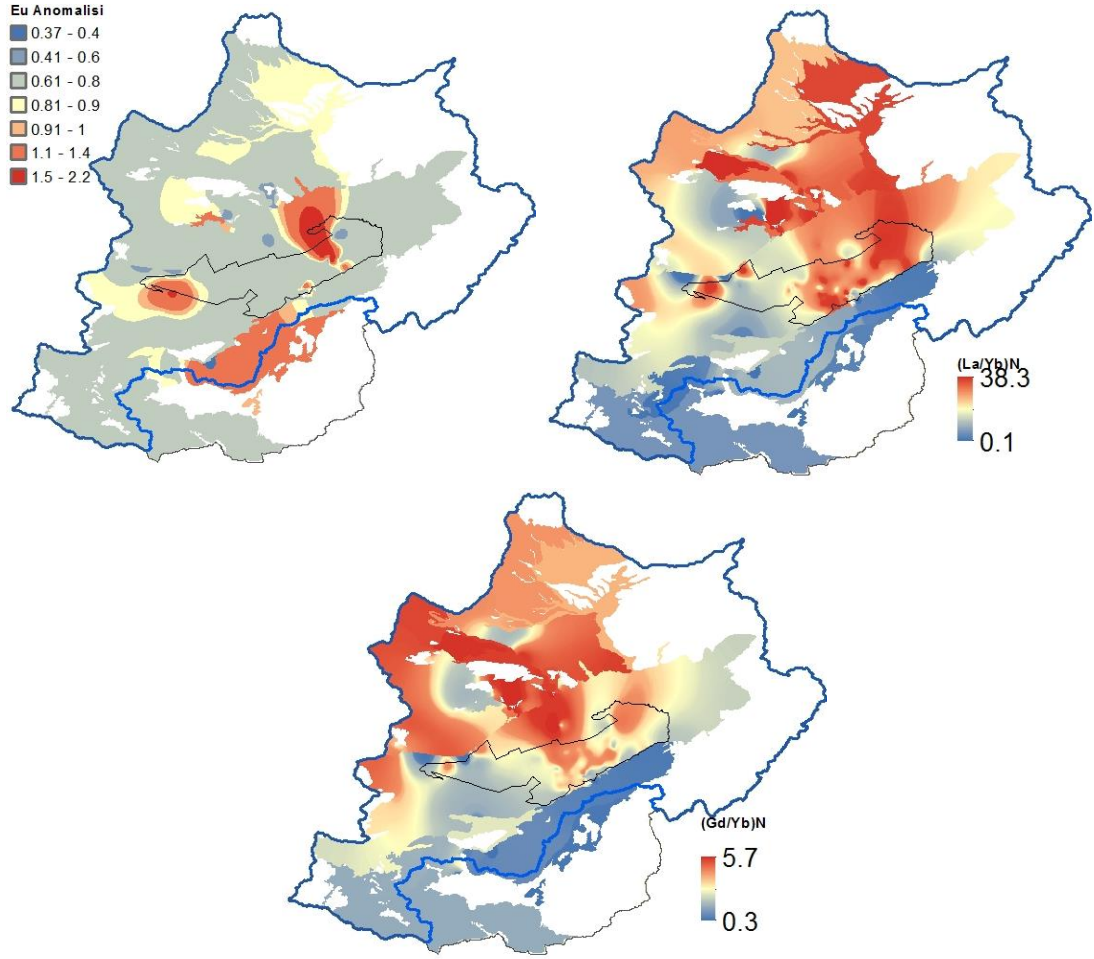 Eu Anomalisi
0.37 - 0.4
0.41 - 0.6
0.61 - 0.8
0.81 - 0.9
0.91 - 1
1.1 - 1.4
1.5 - 2.2
(La/Yb)N
38.3
0.1
(Gd/Yb)N
5.7
0.3